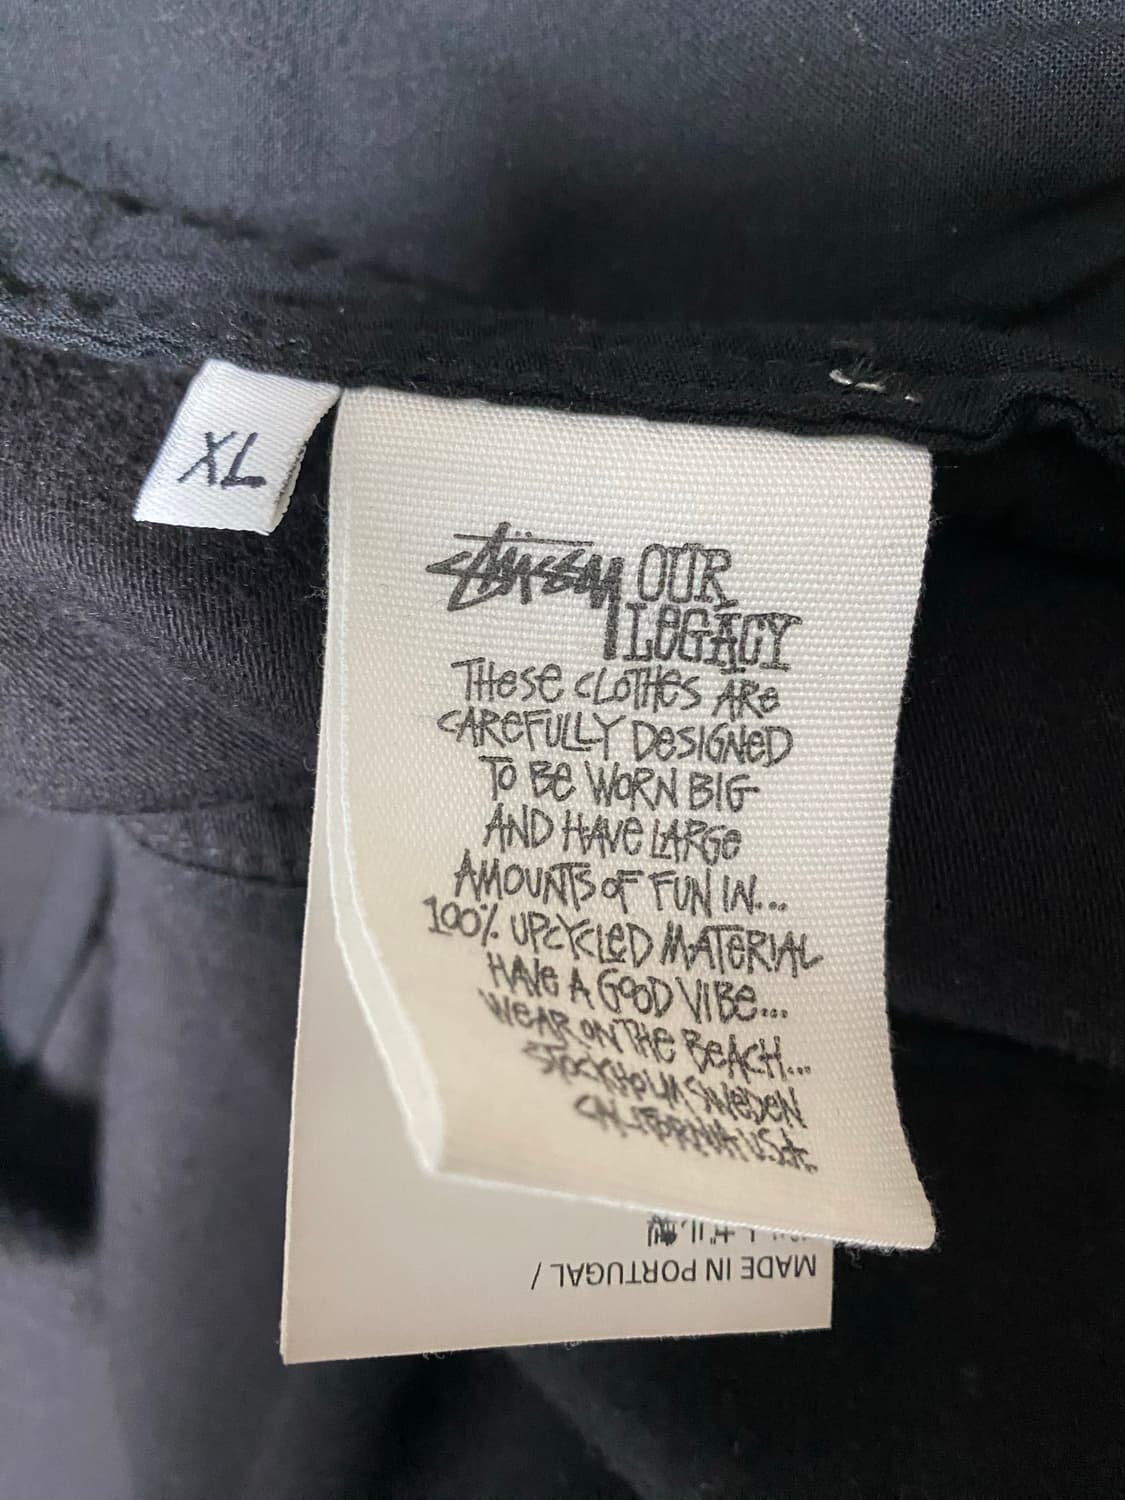 XL
STÜSSY OUR
LEGACY
THESE CLOTHES ARE
CAREFULLY DESIGNED
TO BE WORN BIG
AND HAVE LARGE
AMOUNTS OF FUN IN...
100% UPCYCLED MATERIAL
HAVE A GOOD VIBE...
WEAR ON THE BEACH...
STOCKHOLM SWEDEN
CALIFORNIA U.S.A.
MADE IN PORTUGAL /